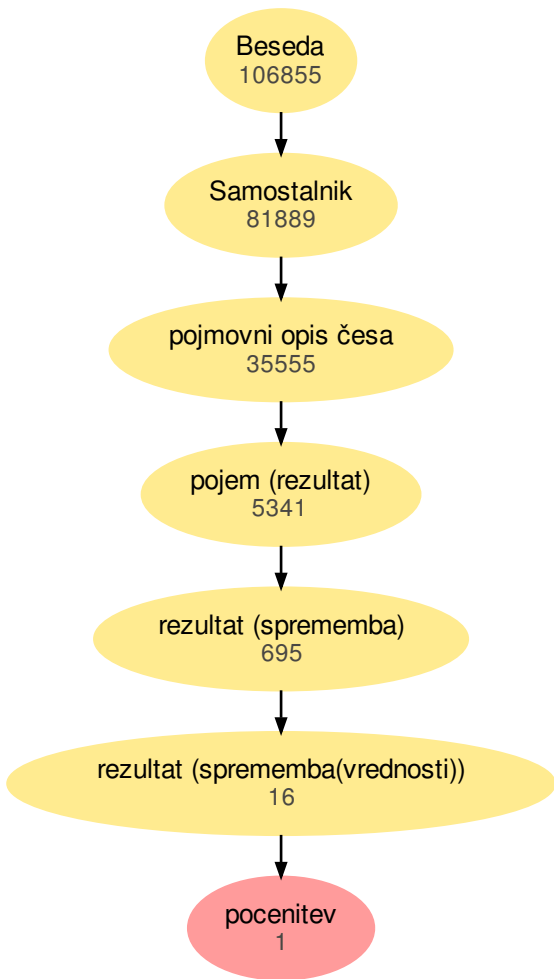 Beseda
106855
Samostalnik
81889
pojmovni opis česa
35555
pojem (rezultat)
5341
rezultat (sprememba)
695
rezultat (sprememba(vrednosti))
16
pocenitev
1